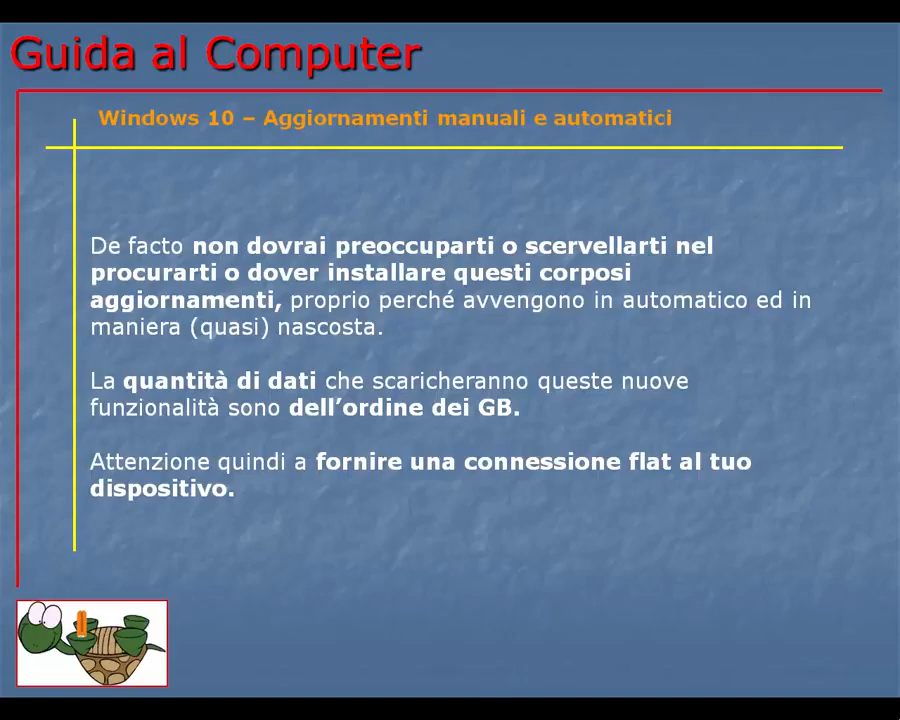 Guida al Computer
Windows 10 – Aggiornamenti manuali e automatici
De facto non dovrai preoccuparti o scervellarti nel
procurarti o dover installare questi corposi
aggiornamenti, proprio perché avvengono in automatico ed in
maniera (quasi) nascosta.
La quantità di dati che scaricheranno queste nuove
funzionalità sono dell’ordine dei GB.
Attenzione quindi a fornire una connessione flat al tuo
dispositivo.